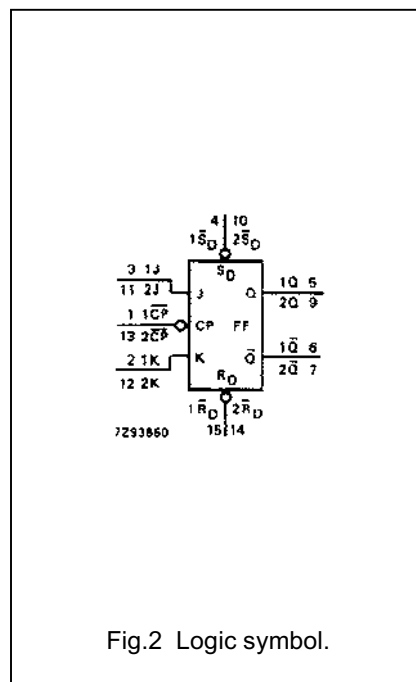 4 10
1S̅D 2S̅D
SD
3 1J
11 2J
J
Q
1Q 5
2Q 9
1 1C̅P̅
13 2C̅P̅
CP FF
2 1K
12 2K
K
Q̅
1Q̅ 6
2Q̅ 7
RD
1R̅D 2R̅D
15 14
7Z93860
Fig.2 Logic symbol.